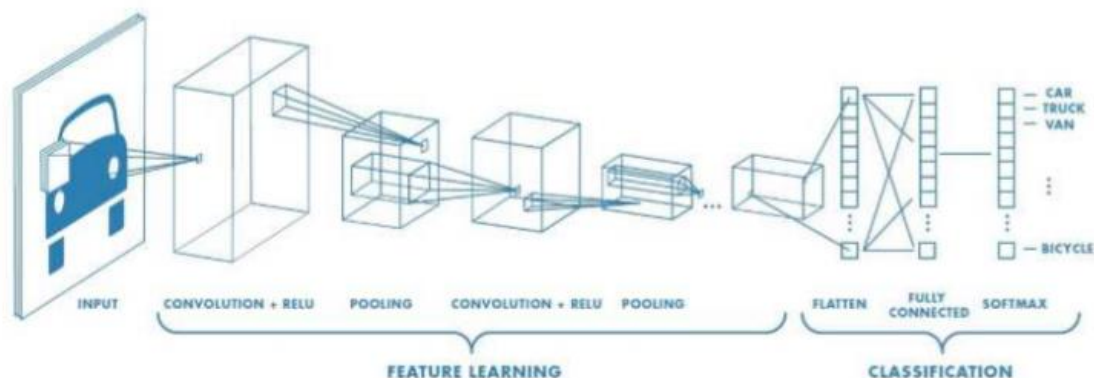 CAR
TRUCK
VAN
BICYCLE
INPUT
CONVOLUTION + RELU
POOLING
CONVOLUTION + RELU
POOLING
FLATTEN
FULLY
CONNECTED
SOFTMAX
FEATURE LEARNING
CLASSIFICATION